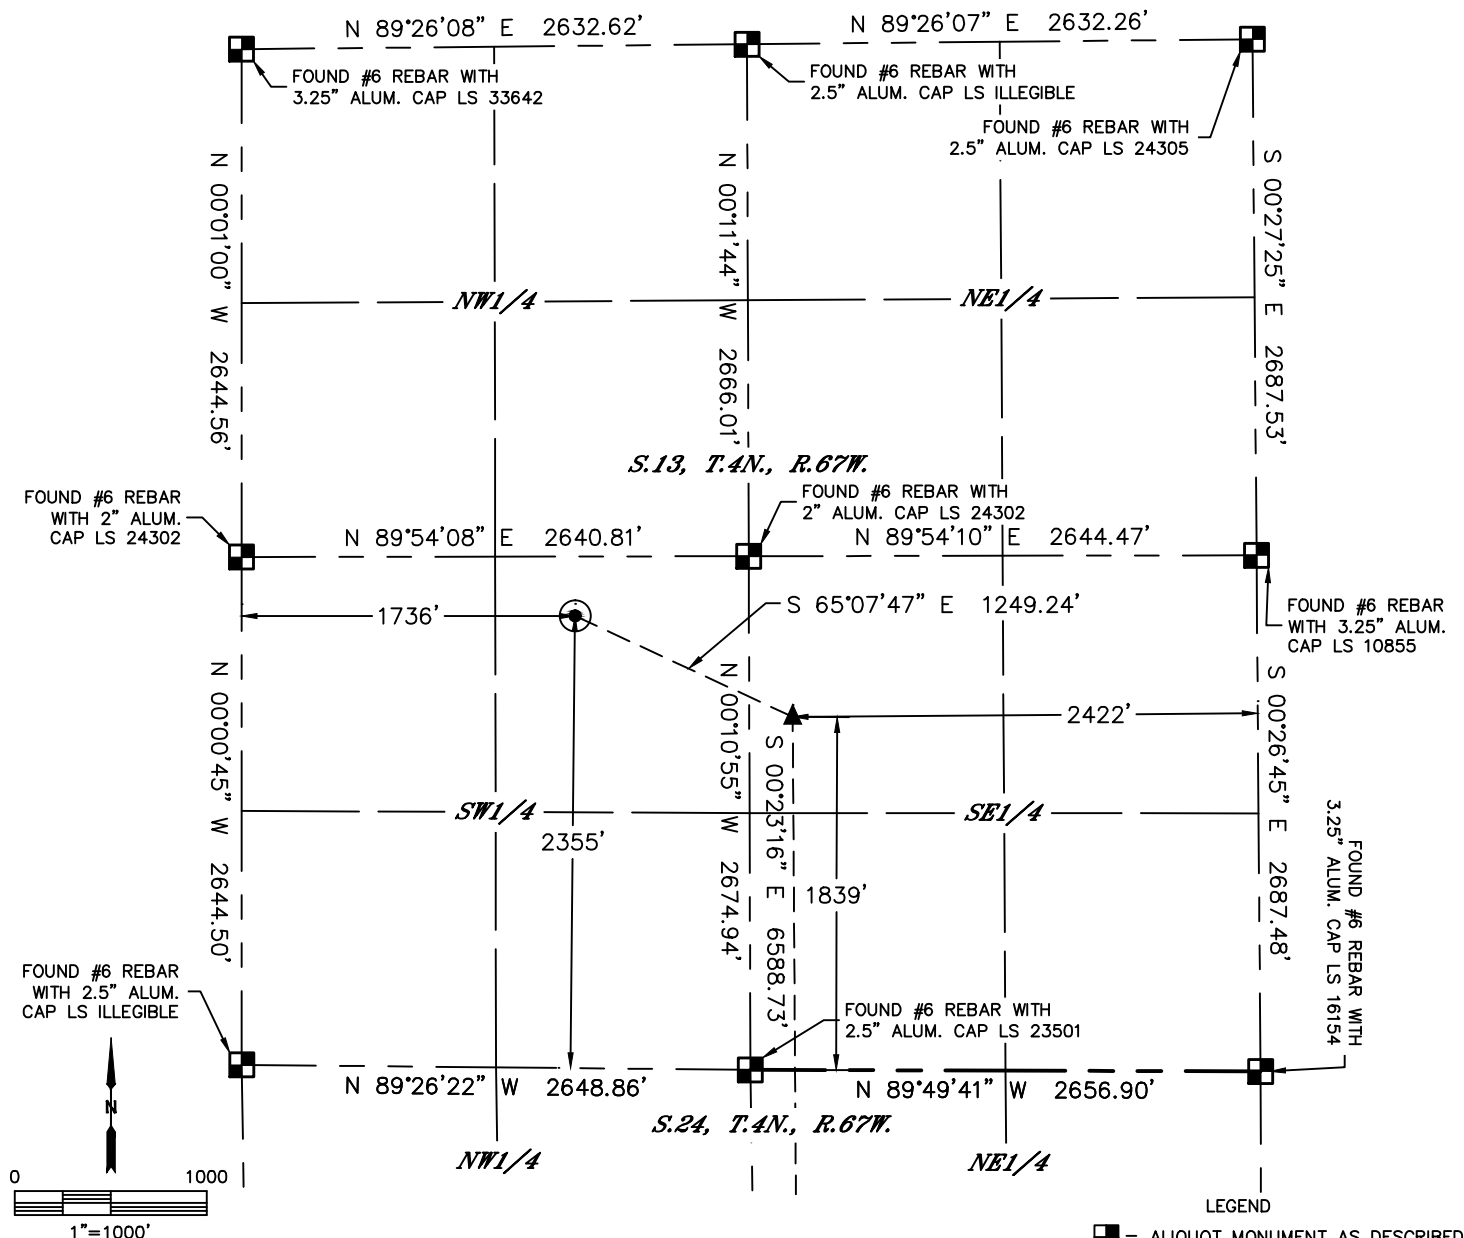 N 89°26'08" E 2632.62'
N 89°26'07" E 2632.26'
FOUND #6 REBAR WITH
3.25" ALUM. CAP LS 33642
FOUND #6 REBAR WITH
2.5" ALUM. CAP LS ILLEGIBLE
FOUND #6 REBAR WITH
2.5" ALUM. CAP LS 24305
N 00°01'00" W 2644.56'
N 00°11'44" W 2666.01'
S 00°27'25" E 2687.53'
NW1/4
NE1/4
S.13, T.4N., R.67W.
FOUND #6 REBAR
WITH 2" ALUM.
CAP LS 24302
FOUND #6 REBAR WITH
2" ALUM. CAP LS 24302
N 89°54'08" E 2640.81'
N 89°54'10" E 2644.47'
1736'
S 65°07'47" E 1249.24'
FOUND #6 REBAR
WITH 3.25" ALUM.
CAP LS 10855
N 00°00'45" W 2644.50'
N 00°10'55" W 2674.94'
S 00°23'16" E 6588.73'
S 00°26'45" E 2687.48'
2422'
SW1/4
SE1/4
2355'
1839'
FOUND #6 REBAR WITH
3.25" ALUM. CAP LS 16154
FOUND #6 REBAR
WITH 2.5" ALUM.
CAP LS ILLEGIBLE
FOUND #6 REBAR WITH
2.5" ALUM. CAP LS 23501
N 89°26'22" W 2648.86'
N 89°49'41" W 2656.90'
S.24, T.4N., R.67W.
N
NW1/4
NE1/4
0 1000
1"=1000'
LEGEND
= ALIQUOT MONUMENT AS DESCRIBED